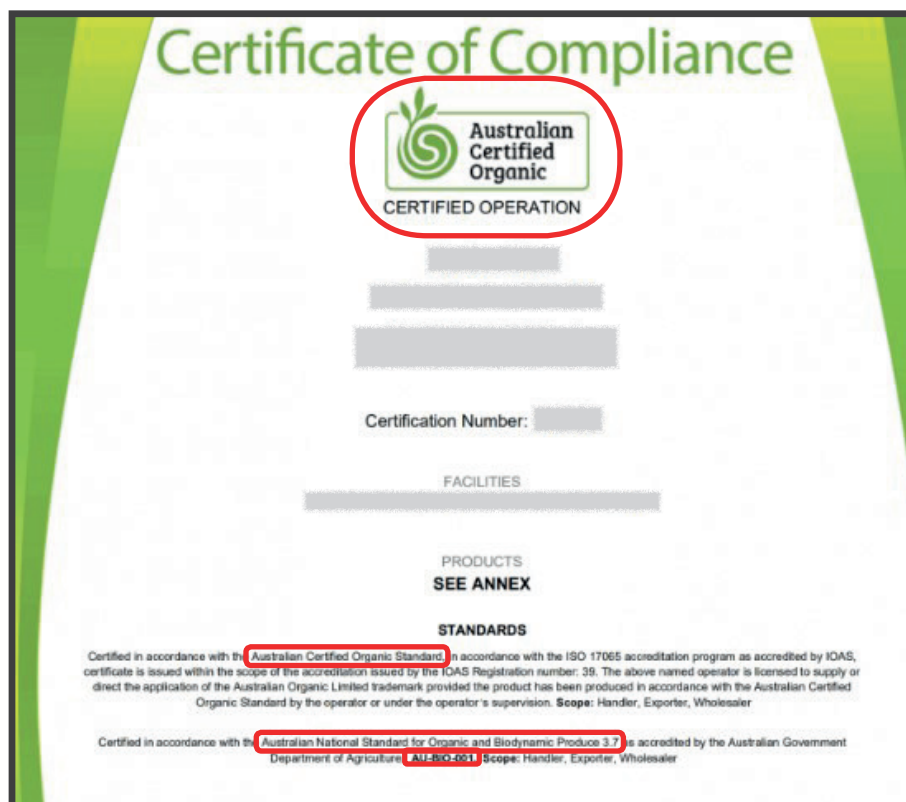 Certificate of Compliance
Australian
Certified
Organic
CERTIFIED OPERATION
Certification Number:
FACILITIES
PRODUCTS
SEE ANNEX
STANDARDS
Certified in accordance with the Australian Certified Organic Standard, in accordance with the ISO 17065 accreditation program as accredited by IOAS,
certificate is issued within the scope of the accreditation issued by the IOAS Registration number: 39. The above named operator is licensed to supply or
direct the application of the Australian Organic Limited trademark provided the product has been produced in accordance with the Australian Certified
Organic Standard by the operator or under the operator's supervision. Scope: Handler, Exporter, Wholesaler
Certified in accordance with the Australian National Standard for Organic and Biodynamic Produce 3.7 as accredited by the Australian Government
Department of Agriculture AU-BIO-001. Scope: Handler, Exporter, Wholesaler